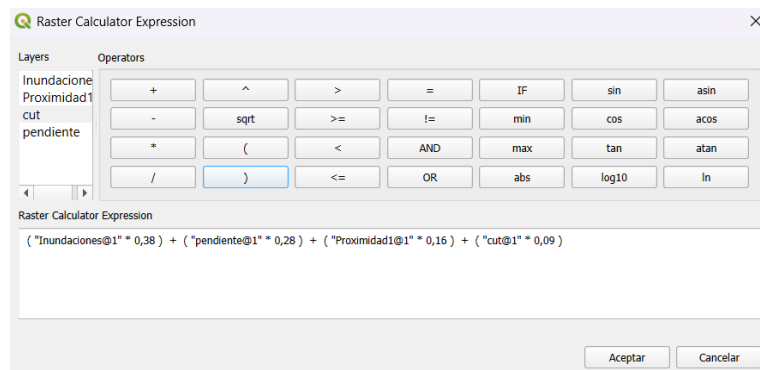 Raster Calculator Expression
Layers Operators
Inundacione
Proximidad1
cut
pendiente
+ ^ > = IF sin asin
- sqrt >= != min cos acos
* ( < AND max tan atan
/ ) <= OR abs log10 ln
Raster Calculator Expression
( "Inundaciones@1" * 0,38 ) + ( "pendiente@1" * 0,28 ) + ( "Proximidad1@1" * 0,16 ) + ( "cut@1" * 0,09 )
Aceptar Cancelar